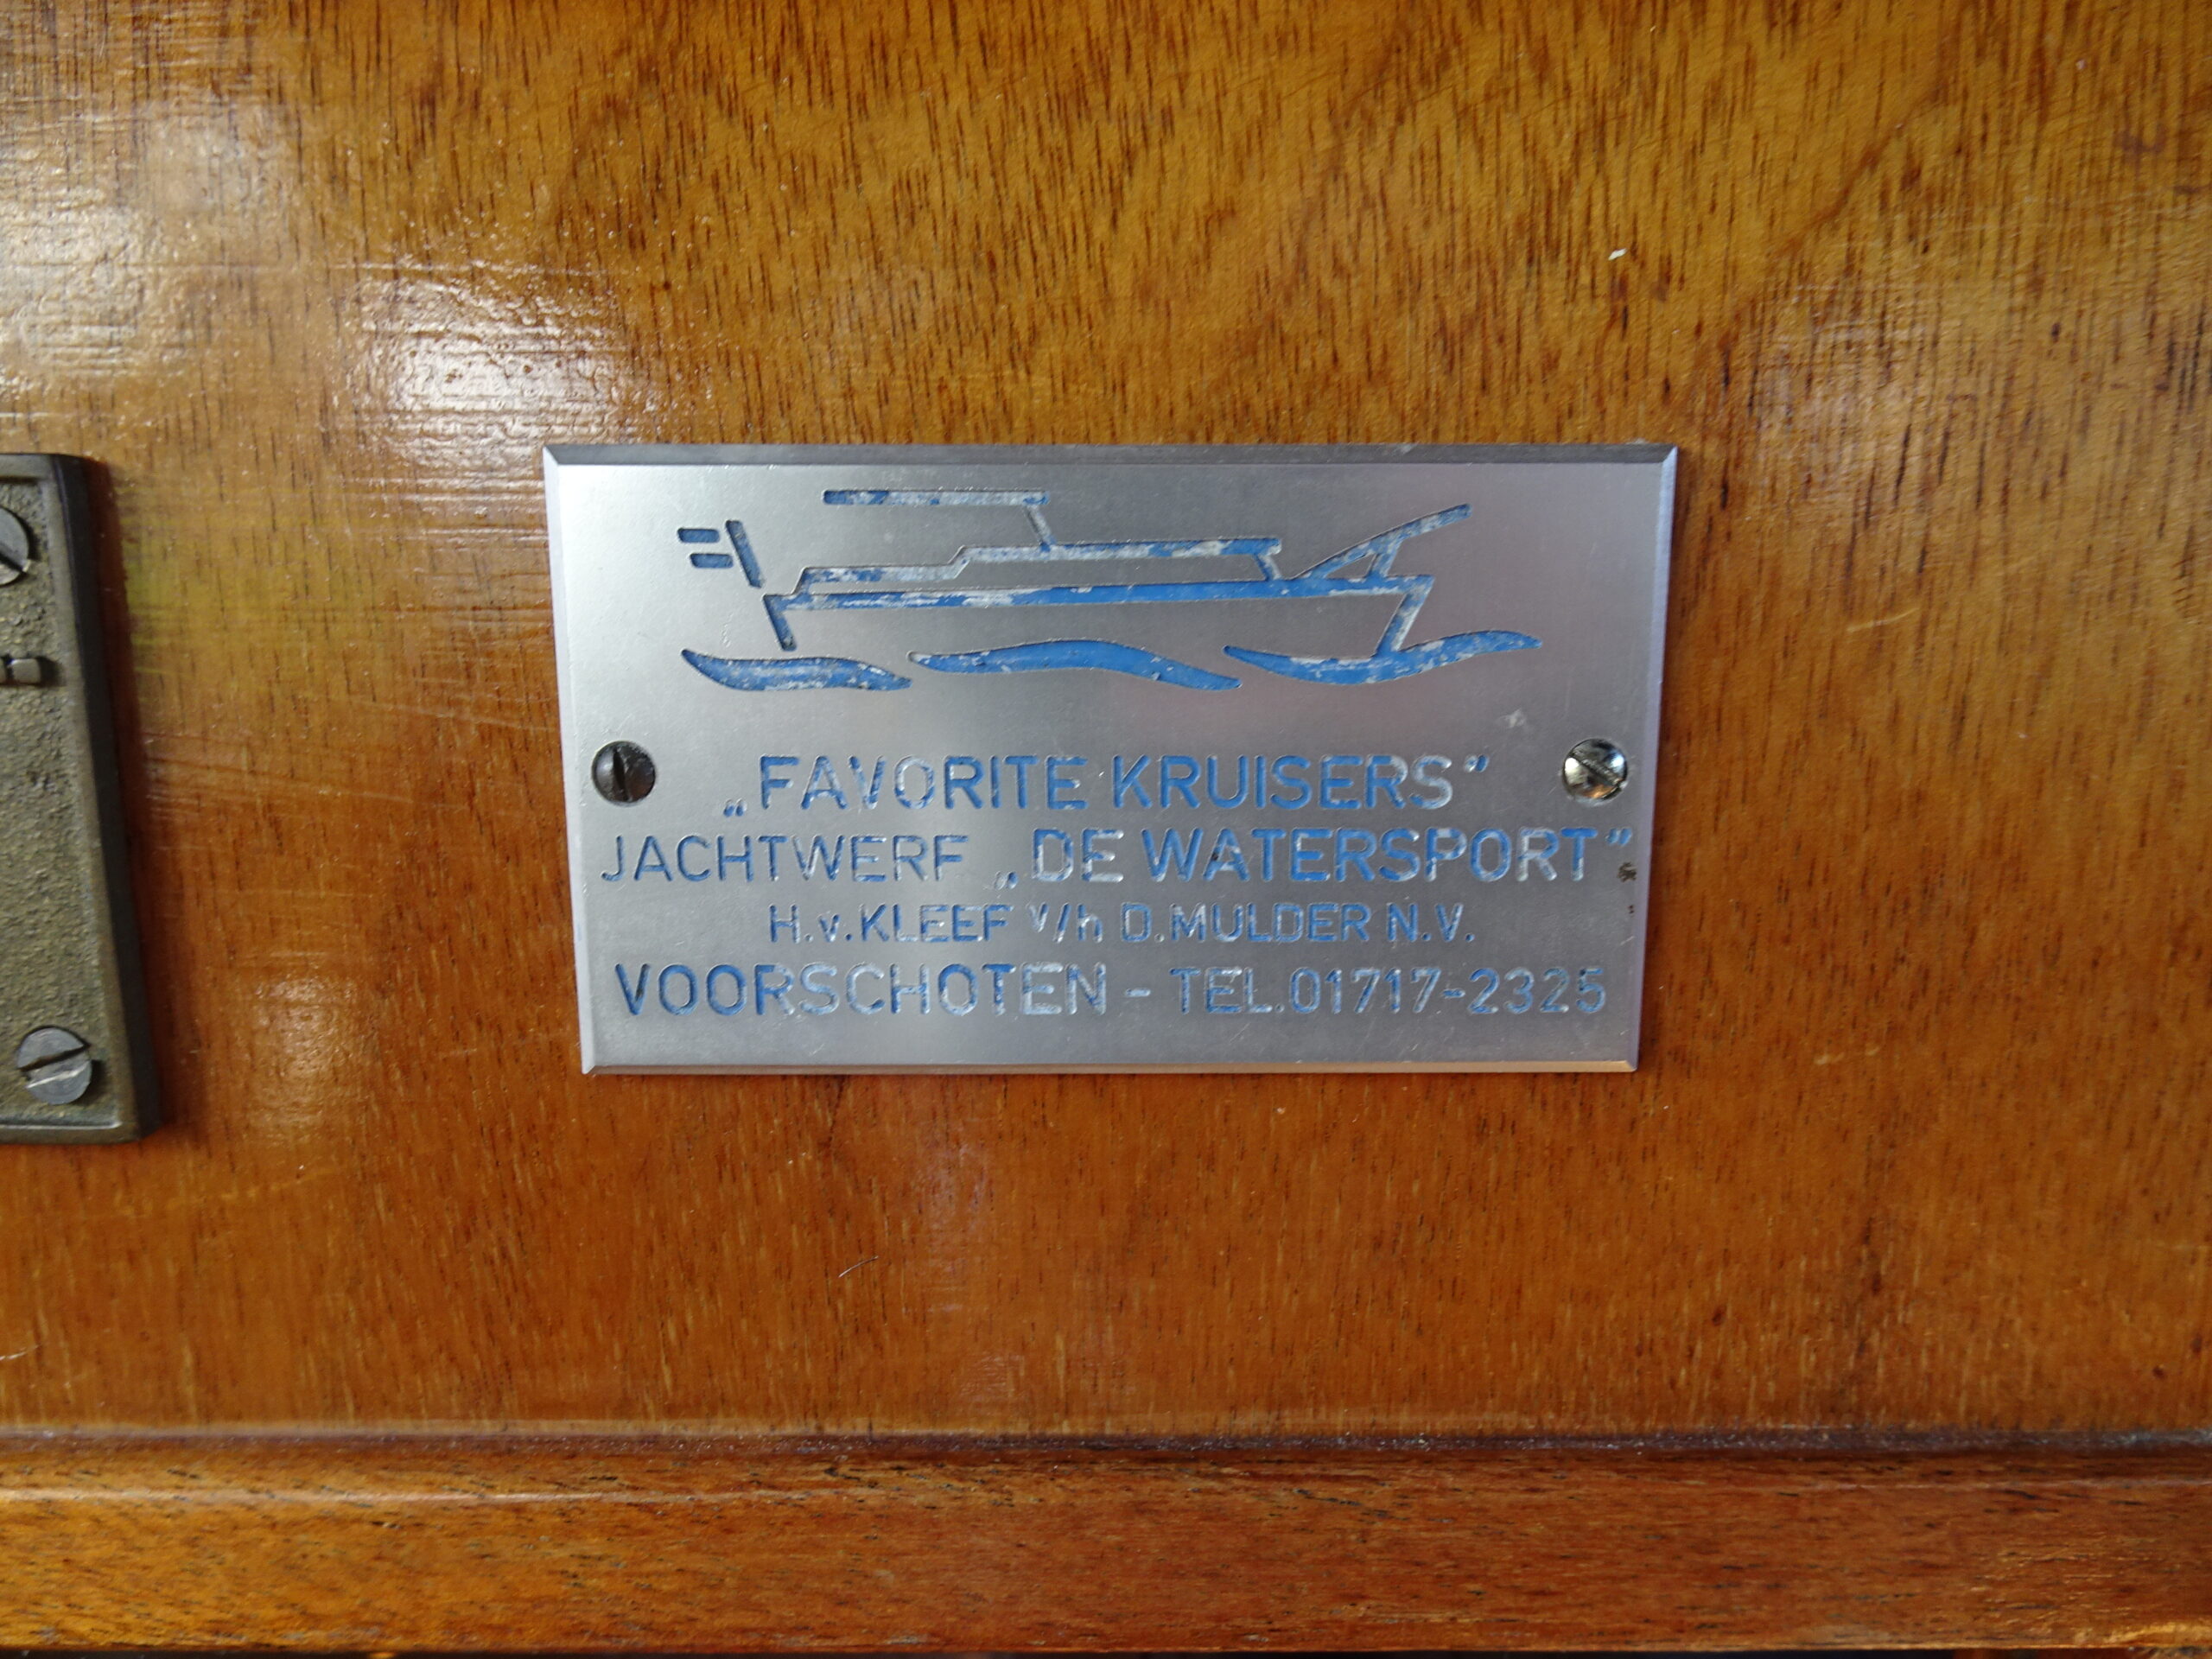 „FAVORITE KRUISERS”
JACHTWERF „DE WATERSPORT”
H.v.KLEEF v/h D.MULDER N.V.
VOORSCHOTEN - TEL.01717-2325